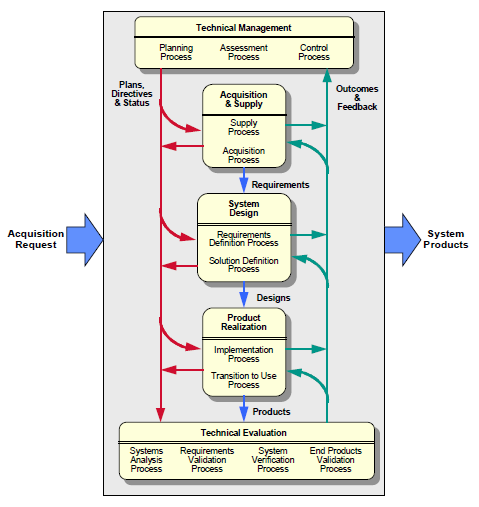 Technical Management
Planning
Process
Assessment
Process
Control
Process
Plans,
Directives
& Status
Outcomes
&
Feedback
Acquisition
& Supply
Supply
Process
Acquisition
Process
Requirements
System
Design
Requirements
Definition Process
Solution Definition
Process
Acquisition
Request
System
Products
Designs
Product
Realization
Implementation
Process
Transition to Use
Process
Products
Technical Evaluation
Systems
Analysis
Process
Requirements
Validation
Process
System
Verification
Process
End Products
Validation
Process